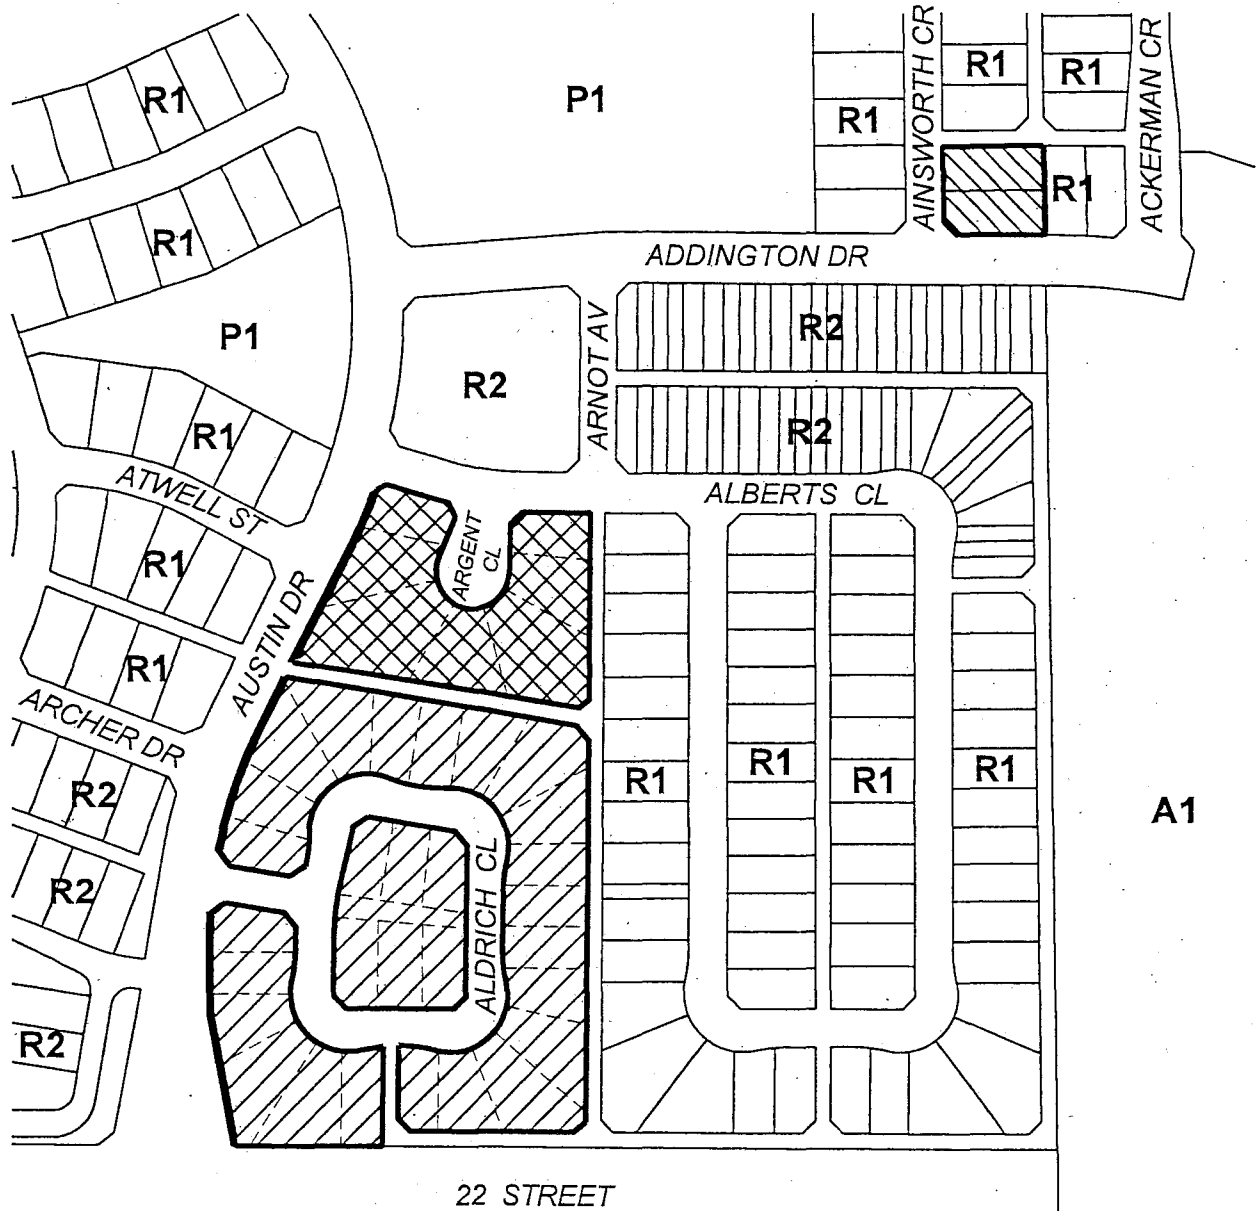 R1
P1
R1
R1
R1
AINSWORTH CR
ACKERMAN CR
R1
R1
ADDINGTON DR
P1
R2
ARNOT AV
R2
R2
R1
ATWELL ST
ALBERTS CL
ARGENT
CL
R1
AUSTIN DR
R1
ARCHER DR
R2
R1
R1
R1
R1
A1
R2
ALDRICH CL
R2
22 STREET